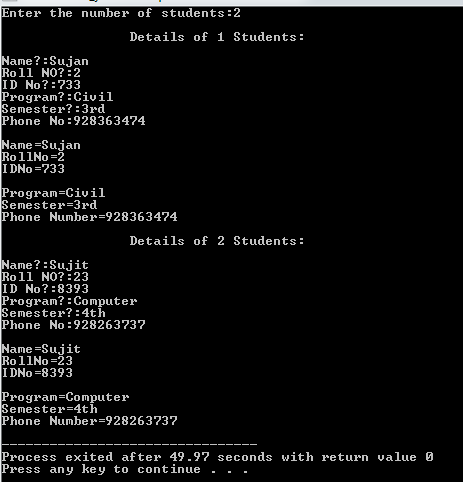 Enter the number of students:2
Details of 1 Students:
Name?:Sujan
Roll NO?:2
ID No?:733
Program?:Civil
Semester?:3rd
Phone No:928363474
Name=Sujan
RollNo=2
IDNo=733
Program=Civil
Semester=3rd
Phone Number=928363474
Details of 2 Students:
Name?:Sujit
Roll NO?:23
ID No?:8393
Program?:Computer
Semester?:4th
Phone No:928263737
Name=Sujit
RollNo=23
IDNo=8393
Program=Computer
Semester=4th
Phone Number=928263737
--------------------------------
Process exited after 49.97 seconds with return value 0
Press any key to continue . . .